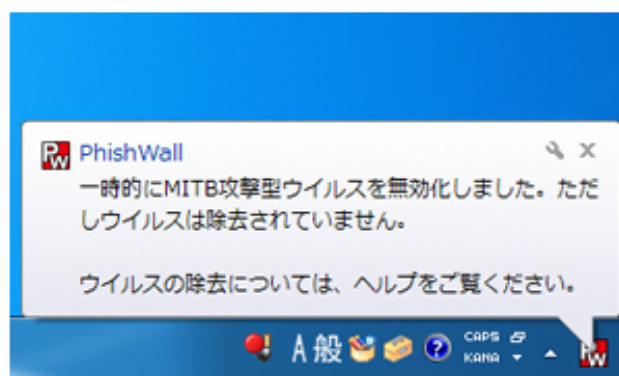 PhishWall
一時的にMITB攻撃型ウイルスを無効化しました。ただ
しウイルスは除去されていません。
ウイルスの除去については、ヘルプをご覧ください。
A 般 CAPS
KANA